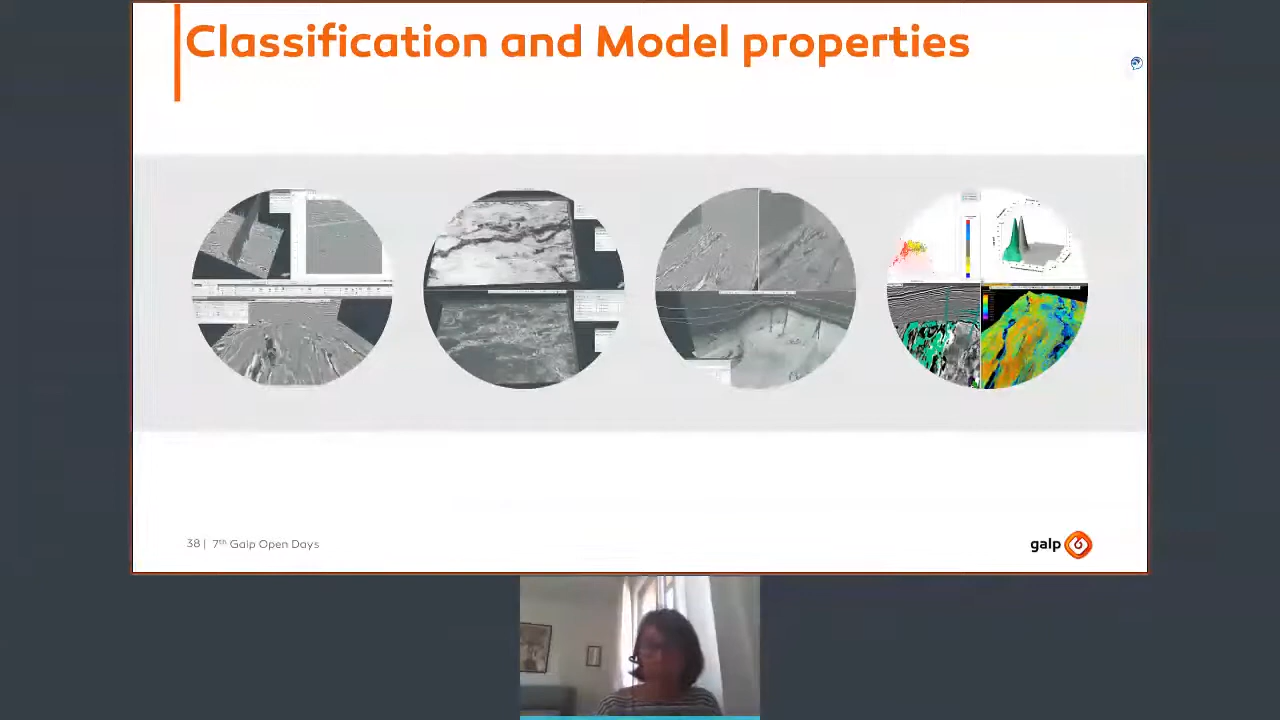 Classification and Model properties
38 | 7th Galp Open Days
galp